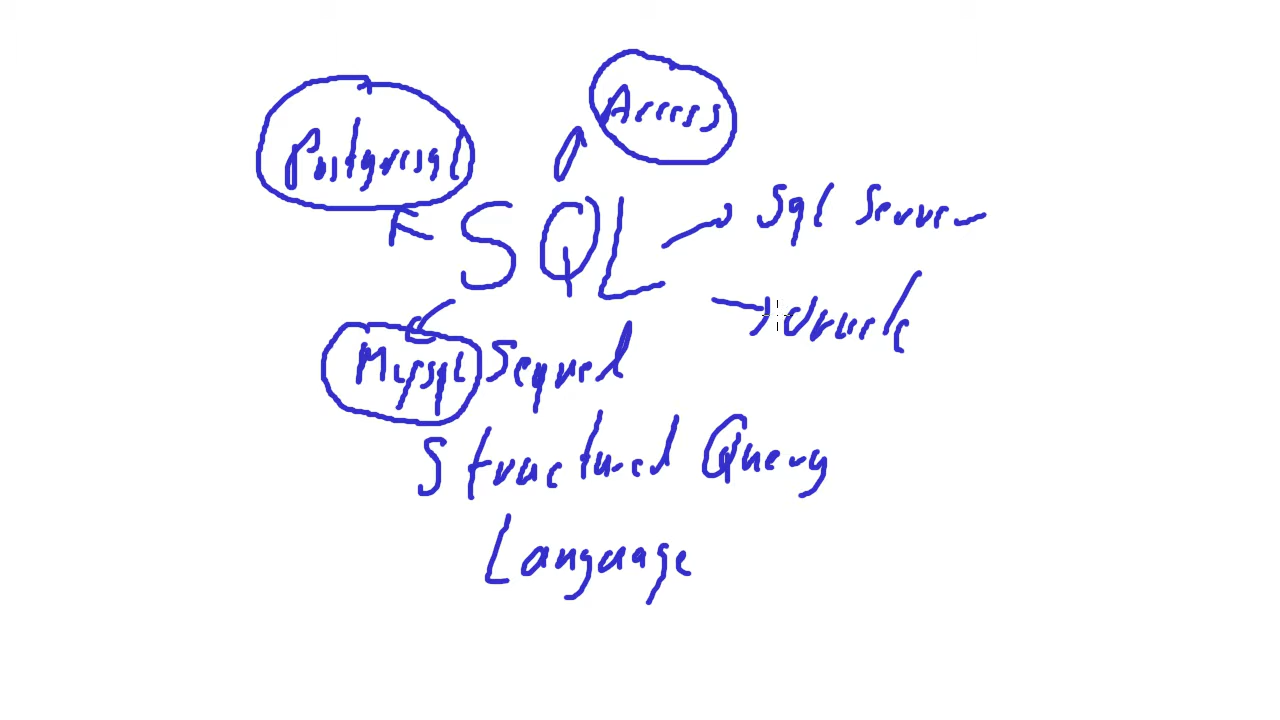 Access
Postgresql
SQL
Sql Server
Oracle
Mysql
Sequel
Structured Query
Language